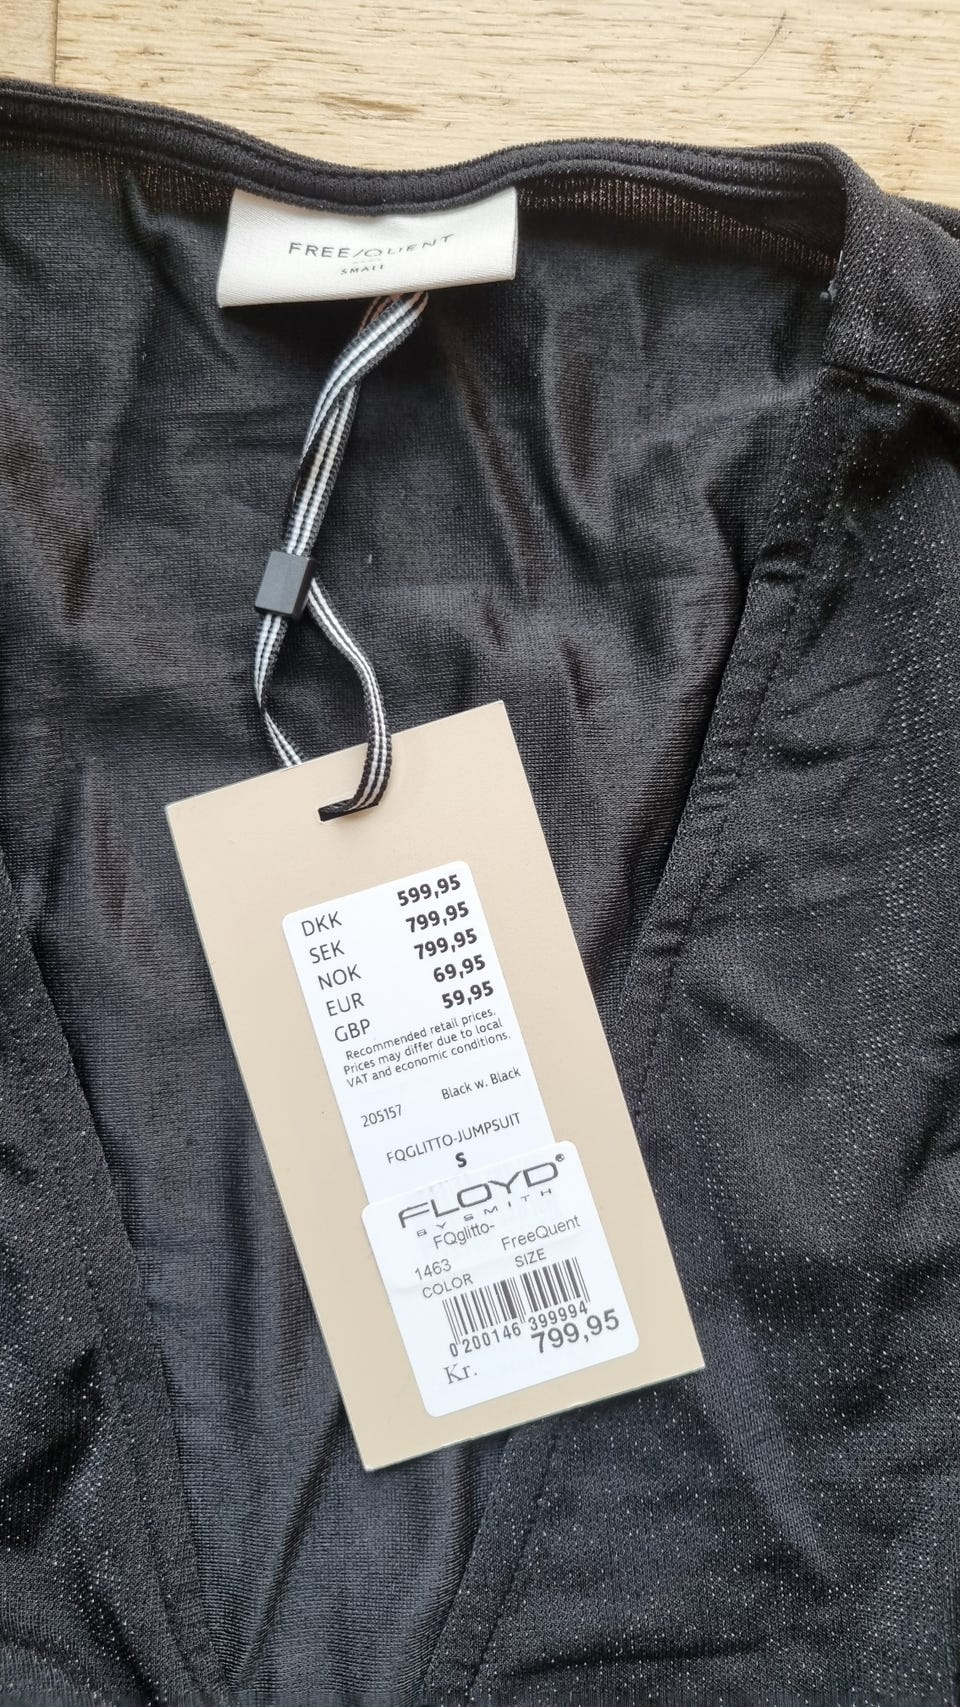 FREE/QUENT
SMALL
DKK 599,95
SEK 799,95
NOK 799,95
EUR 69,95
GBP 59,95
Recommended retail prices.
Prices may differ due to local
VAT and economic conditions.
205157 Black w. Black
FQGLITTO-JUMPSUIT
S
FLOYD®
BY SMITH
FQglitto-
1463 FreeQuent
COLOR SIZE
0 200146 399994
Kr. 799,95